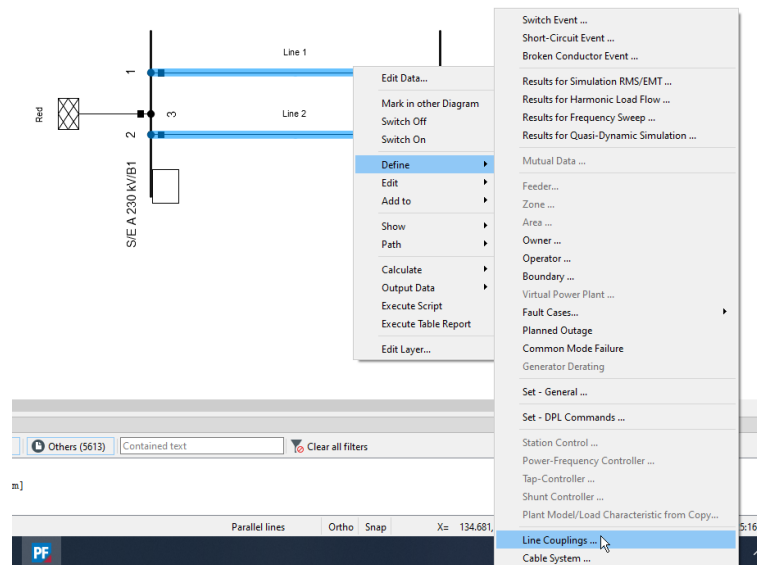 Line 1
1
Red
3
Line 2
2
S/E A 230 kV/B1
Edit Data...
Mark in other Diagram
Switch Off
Switch On
Define
Edit
Add to
Show
Path
Calculate
Output Data
Execute Script
Execute Table Report
Edit Layer...
Switch Event ...
Short-Circuit Event ...
Broken Conductor Event ...
Results for Simulation RMS/EMT ...
Results for Harmonic Load Flow ...
Results for Frequency Sweep ...
Results for Quasi-Dynamic Simulation ...
Mutual Data ...
Feeder...
Zone ...
Area ...
Owner ...
Operator ...
Boundary ...
Virtual Power Plant ...
Fault Cases...
Planned Outage
Common Mode Failure
Generator Derating
Set - General ...
Set - DPL Commands ...
Station Control ...
Power-Frequency Controller ...
Tap-Controller ...
Shunt Controller ...
Plant Model/Load Characteristic from Copy...
Line Couplings ...
Cable System ...
Others (5613) Contained text Clear all filters
m]
Parallel lines Ortho Snap X= 134.681, 5:16
PF